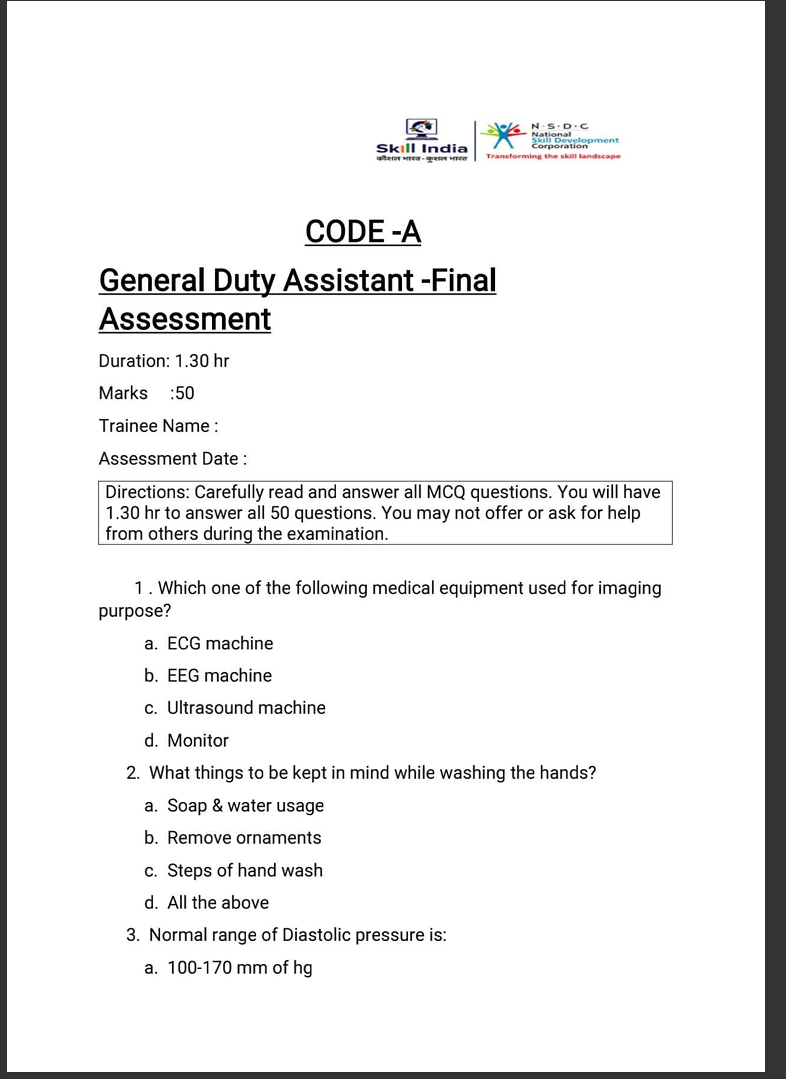 Skill India
कौशल भारत - कुशल भारत
N·S·D·C
National
Skill Development
Corporation
Transforming the skill landscape
CODE -A
General Duty Assistant -Final
Assessment
Duration: 1.30 hr
Marks :50
Trainee Name :
Assessment Date :
Directions: Carefully read and answer all MCQ questions. You will have
1.30 hr to answer all 50 questions. You may not offer or ask for help
from others during the examination.
1 . Which one of the following medical equipment used for imaging
purpose?
a. ECG machine
b. EEG machine
c. Ultrasound machine
d. Monitor
2. What things to be kept in mind while washing the hands?
a. Soap & water usage
b. Remove ornaments
c. Steps of hand wash
d. All the above
3. Normal range of Diastolic pressure is:
a. 100-170 mm of hg